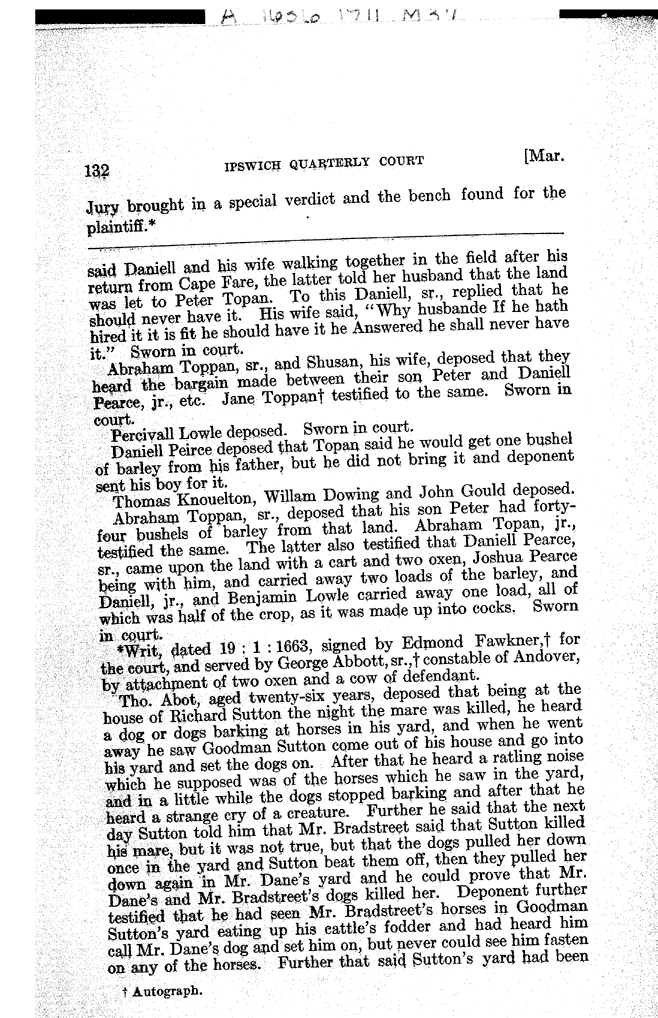 A 1656 1711 M37
132 IPSWICH QUARTERLY COURT [Mar.
Jury brought in a special verdict and the bench found for the
plaintiff.*
said Daniell and his wife walking together in the field after his
return from Cape Fare, the latter told her husband that the land
was let to Peter Topan. To this Daniell, sr., replied that he
should never have it. His wife said, "Why husbande If he hath
hired it it is fit he should have it he Answered he shall never have
it." Sworn in court.
Abraham Toppan, sr., and Shusan, his wife, deposed that they
heard the bargain made between their son Peter and Daniell
Pearce, jr., etc. Jane Toppan† testified to the same. Sworn in
court.
Percivall Lowle deposed. Sworn in court.
Daniell Peirce deposed that Topan said he would get one bushel
of barley from his father, but he did not bring it and deponent
sent his boy for it.
Thomas Knouelton, Willam Dowing and John Gould deposed.
Abraham Toppan, sr., deposed that his son Peter had forty-
four bushels of barley from that land. Abraham Topan, jr.,
testified the same. The latter also testified that Daniell Pearce,
sr., came upon the land with a cart and two oxen, Joshua Pearce
being with him, and carried away two loads of the barley, and
Daniell, jr., and Benjamin Lowle carried away one load, all of
which was half of the crop, as it was made up into cocks. Sworn
in court.
*Writ, dated 19 : 1 : 1663, signed by Edmond Fawkner,† for
the court, and served by George Abbott, sr.,† constable of Andover,
by attachment of two oxen and a cow of defendant.
Tho. Abot, aged twenty-six years, deposed that being at the
house of Richard Sutton the night the mare was killed, he heard
a dog or dogs barking at horses in his yard, and when he went
away he saw Goodman Sutton come out of his house and go into
his yard and set the dogs on. After that he heard a ratling noise
which he supposed was of the horses which he saw in the yard,
and in a little while the dogs stopped barking and after that he
heard a strange cry of a creature. Further he said that the next
day Sutton told him that Mr. Bradstreet said that Sutton killed
his mare, but it was not true, but that the dogs pulled her down
once in the yard and Sutton beat them off, then they pulled her
down again in Mr. Dane's yard and he could prove that Mr.
Dane's and Mr. Bradstreet's dogs killed her. Deponent further
testified that he had seen Mr. Bradstreet's horses in Goodman
Sutton's yard eating up his cattle's fodder and had heard him
call Mr. Dane's dog and set him on, but never could see him fasten
on any of the horses. Further that said Sutton's yard had been
† Autograph.